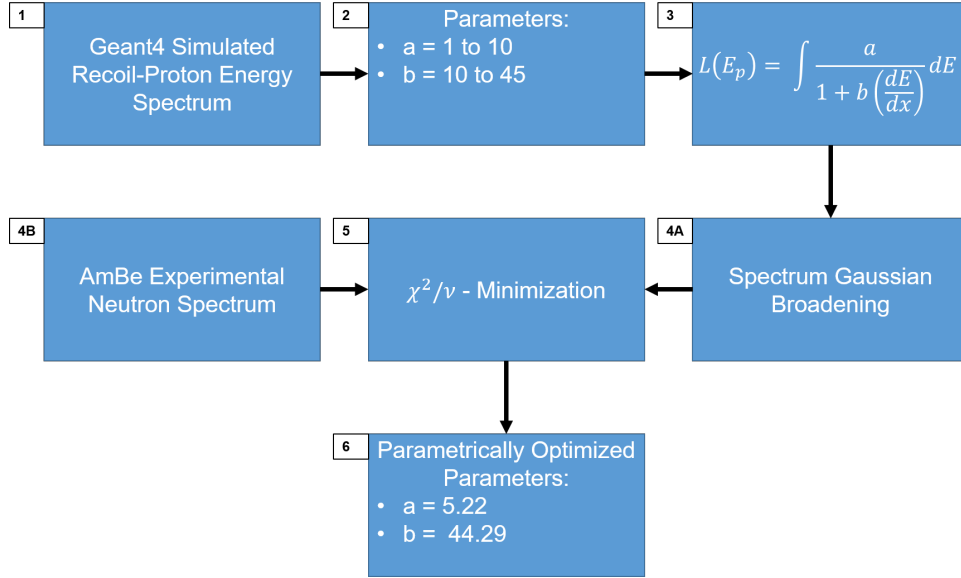 1
Geant4 Simulated
Recoil-Proton Energy
Spectrum
2
Parameters:
• a = 1 to 10
• b = 10 to 45
3
L(E_p) = ∫ a / (1 + b (dE/dx)) dE
4B
AmBe Experimental
Neutron Spectrum
5
χ²/ν - Minimization
4A
Spectrum Gaussian
Broadening
6
Parametrically Optimized
Parameters:
• a = 5.22
• b = 44.29